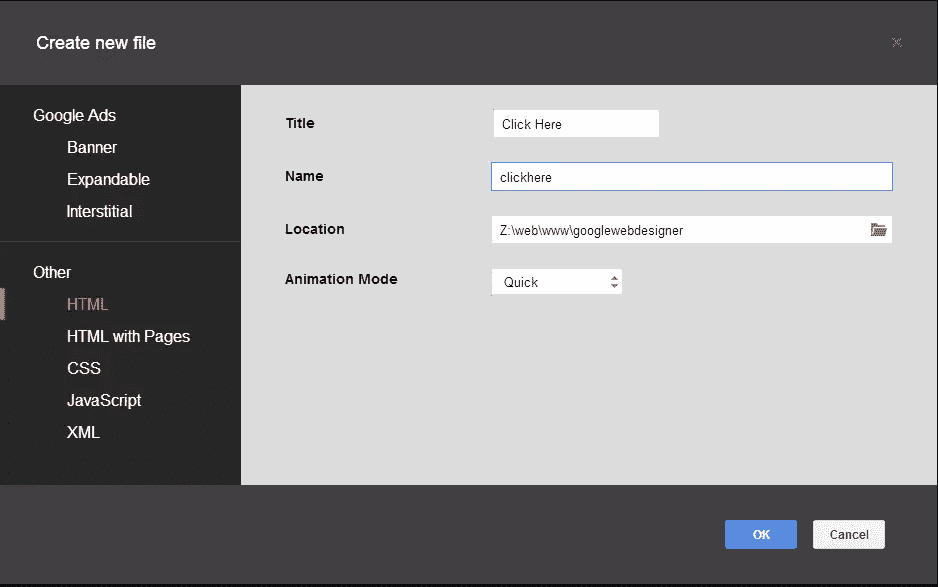 Create new file
Google Ads
Banner
Expandable
Interstitial
Other
HTML
HTML with Pages
CSS
JavaScript
XML
Title
Click Here
Name
clickhere
Location
Z:\web\www\googlewebdesigner
Animation Mode
Quick
OK
Cancel